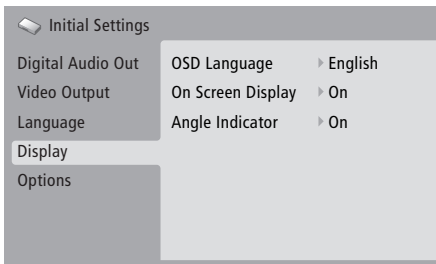 Initial Settings
Digital Audio Out
Video Output
Language
Display
Options
OSD Language English
On Screen Display On
Angle Indicator On